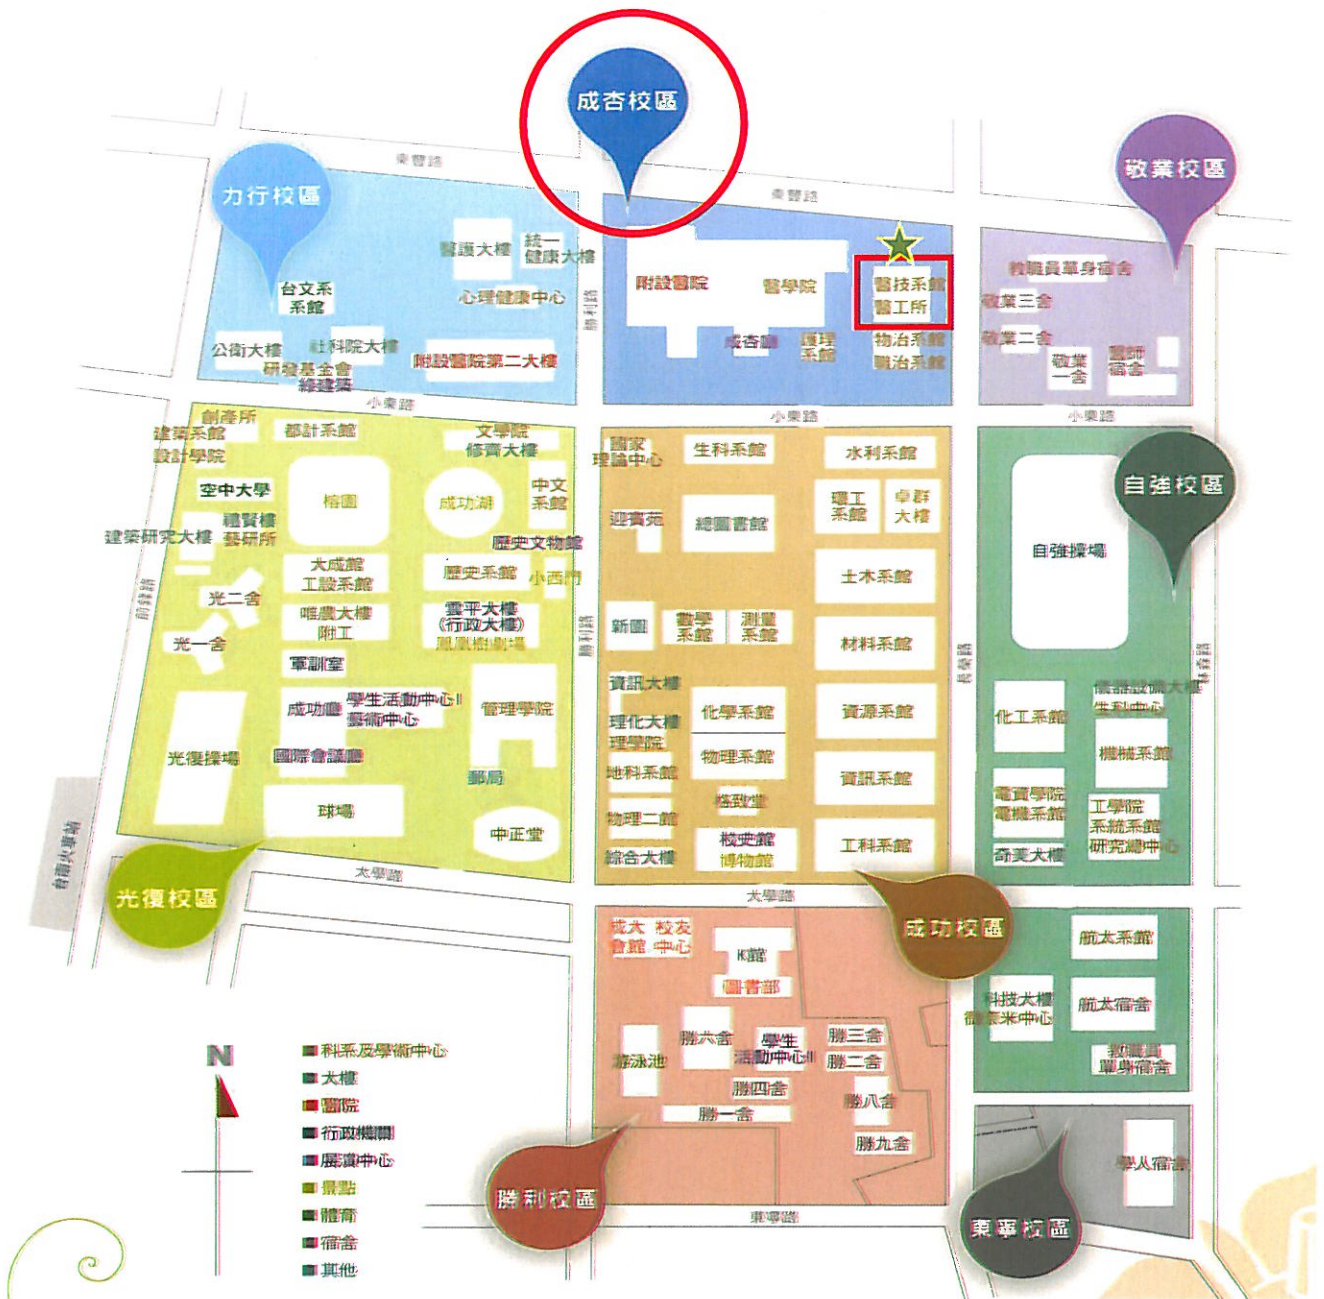 成杏校區
敬業校區
力行校區
東豐路
東豐路
醫護大樓
統一
健康大樓
心理健康中心
台文系
系館
公衛大樓
社科院大樓
研發基金會
綠建築
附設醫院第二大樓
勝利路
附設醫院
醫學院
成杏廳
護理
系館
醫技系館
醫工所
物治系館
職治系館
教職員單身宿舍
敬業三舍
敬業二舍
敬業
一舍
醫師
宿舍
小東路
小東路
小東路
創產所
建築系館
設計學院
都計系館
文學院
修齊大樓
空中大學
榕園
成功湖
中文
系館
禮賢樓
藝研所
建築研究大樓
歷史文物館
大成館
工設系館
歷史系館
小西門
光二舍
唯農大樓
附工
雲平大樓
(行政大樓)
鳳凰樹劇場
光一舍
軍訓室
成功廳
學生活動中心II
藝術中心
管理學院
光復操場
國際會議廳
郵局
球場
中正堂
前鋒路
勝利路
台南火車站
光復校區
大學路
國家
理論中心
生科系館
水利系館
迎賓苑
總圖書館
環工
系館
卓群
大樓
土木系館
新園
數學
系館
測量
系館
材料系館
資訊大樓
理化大樓
理學院
化學系館
資源系館
地科系館
物理系館
資訊系館
物理二館
格致堂
綜合大樓
校史館
博物館
工科系館
長榮路
大學路
成功校區
自強校區
自強操場
林森路
儀器設備大樓
生科中心
化工系館
機械系館
電資學院
電機系館
工學院
系統系館
研究總中心
奇美大樓
成大
會館
校友
中心
K館
圖書部
勝六舍
學生
活動中心III
游泳池
勝三舍
勝二舍
勝四舍
勝一舍
勝八舍
勝九舍
勝利校區
東寧路
航太系館
科技大樓
微奈米中心
航太宿舍
教職員
單身宿舍
學人宿舍
東寧校區
N
科系及學術中心
大樓
醫院
行政機關
展演中心
景點
體育
宿舍
其他